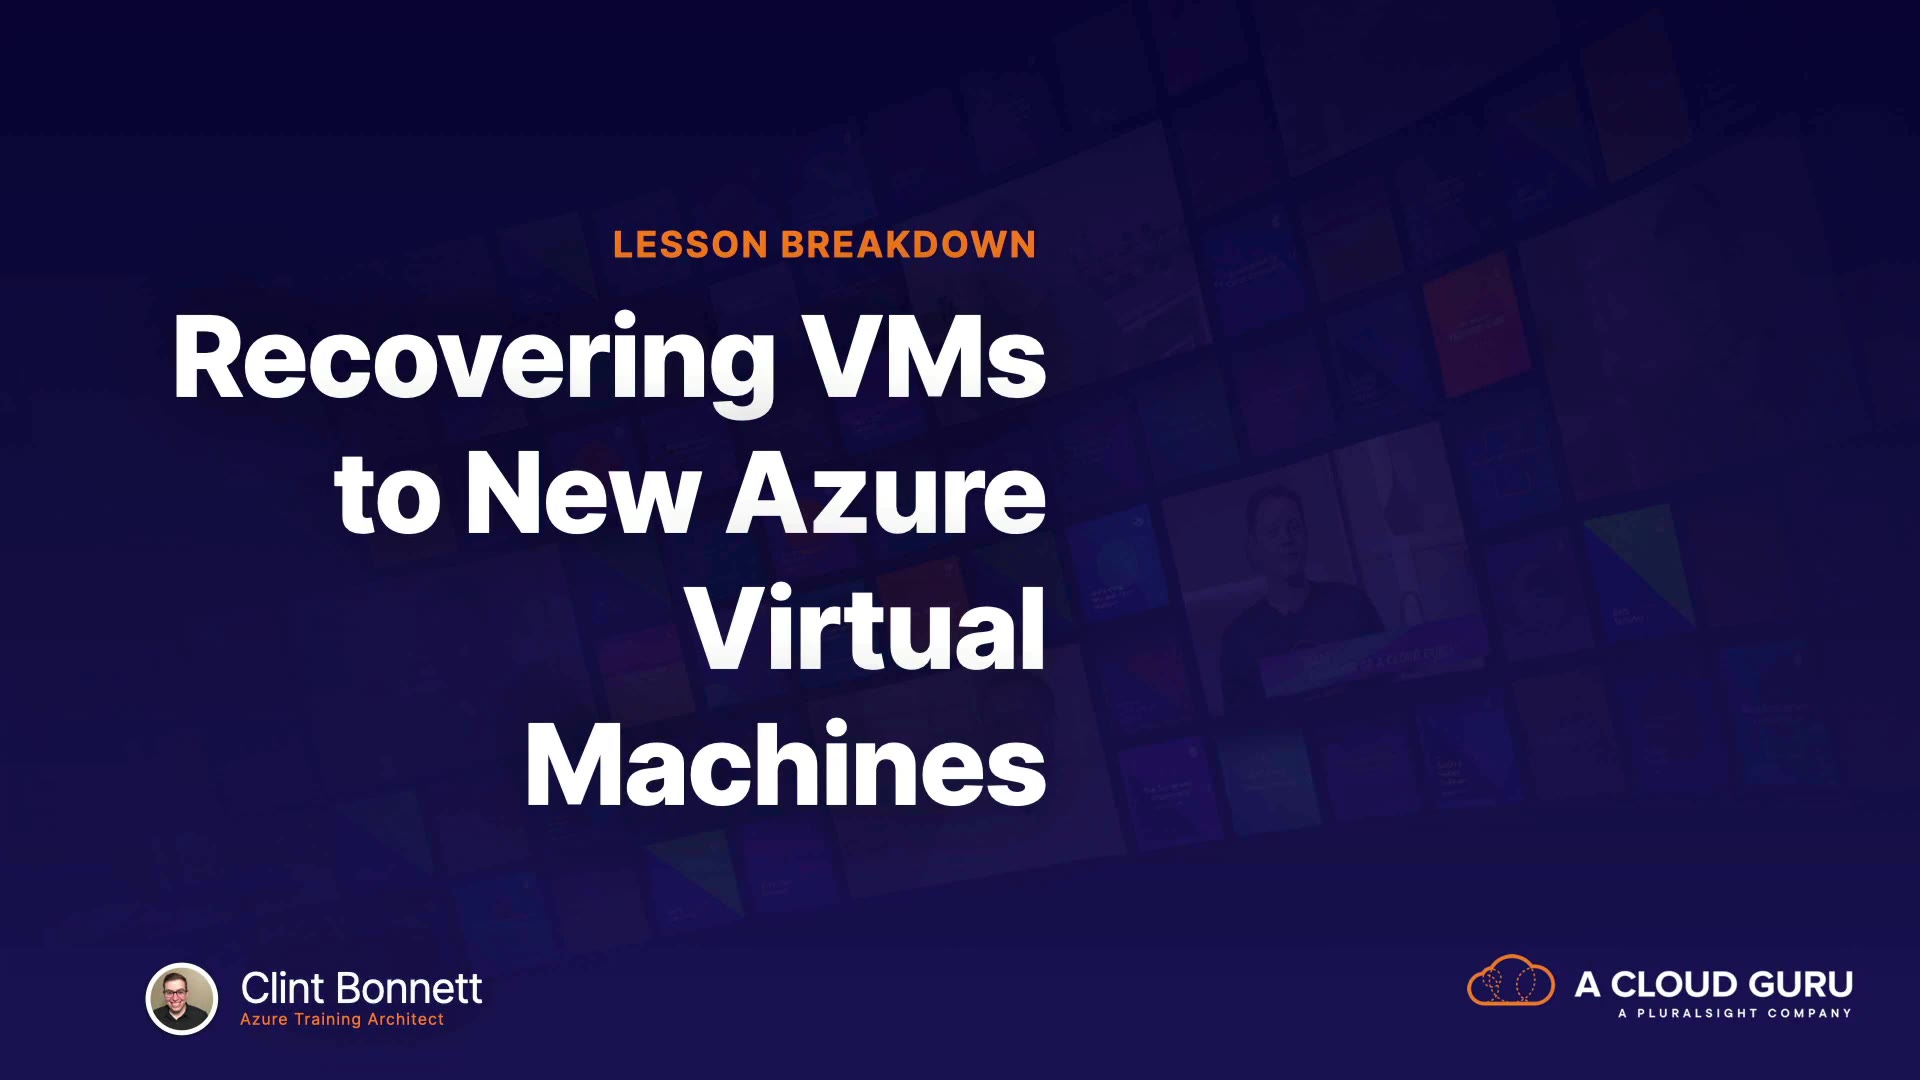 LESSON BREAKDOWN
Recovering VMs
to New Azure
Virtual
Machines
Clint Bonnett
Azure Training Architect
A CLOUD GURU
A PLURALSIGHT COMPANY